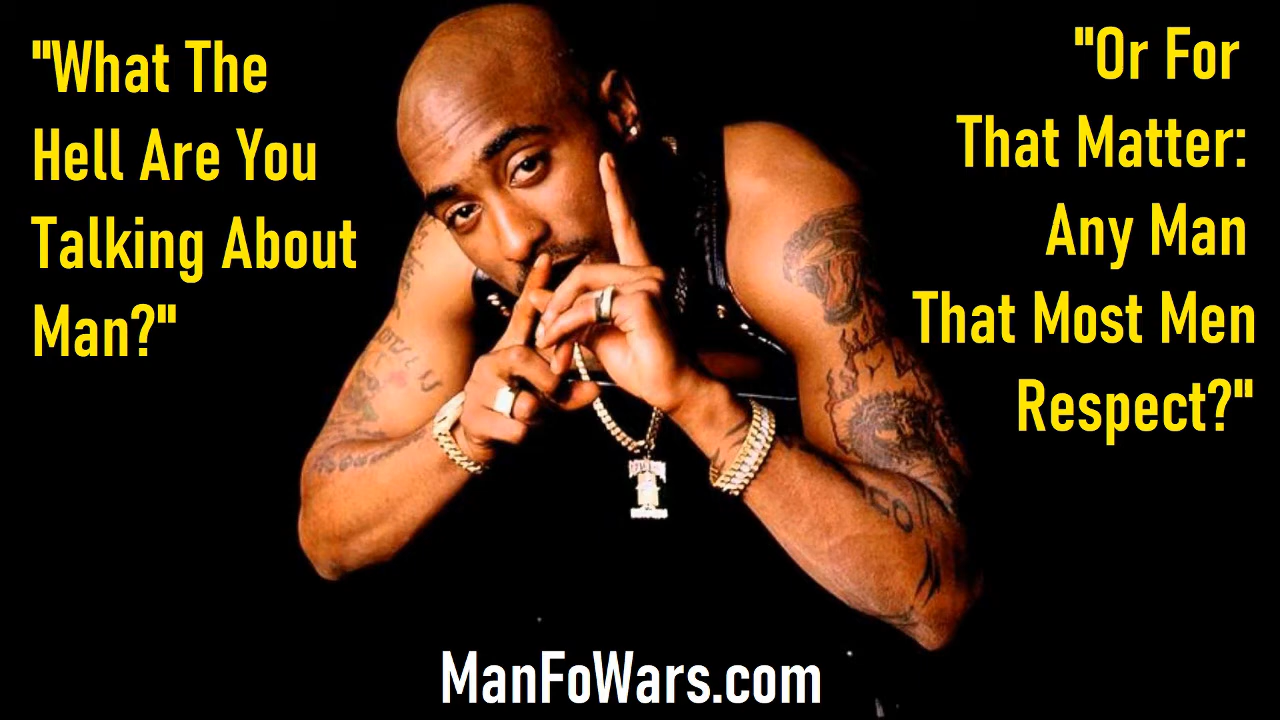 "What The
Hell Are You
Talking About
Man?"
"Or For
That Matter:
Any Man
That Most Men
Respect?"
ManFoWars.com